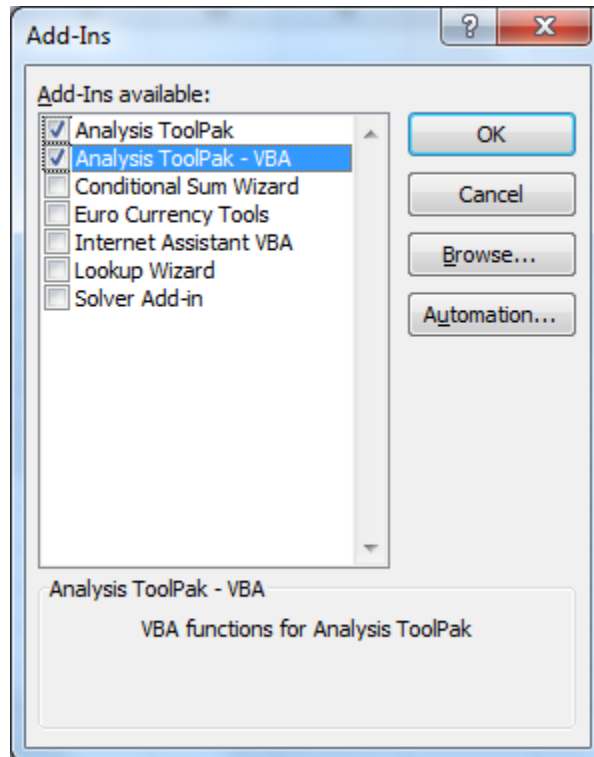 Add-Ins
?
Add-Ins available:
Analysis ToolPak
Analysis ToolPak - VBA
Conditional Sum Wizard
Euro Currency Tools
Internet Assistant VBA
Lookup Wizard
Solver Add-in
OK
Cancel
Browse...
Automation...
Analysis ToolPak - VBA
VBA functions for Analysis ToolPak